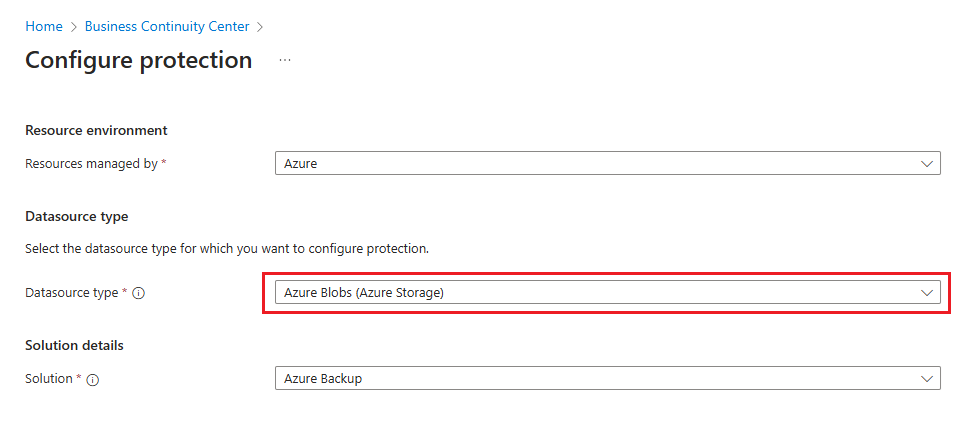 Home > Business Continuity Center >
Configure protection ...
Resource environment
Resources managed by * Azure
Datasource type
Select the datasource type for which you want to configure protection.
Datasource type * Azure Blobs (Azure Storage)
Solution details
Solution * Azure Backup